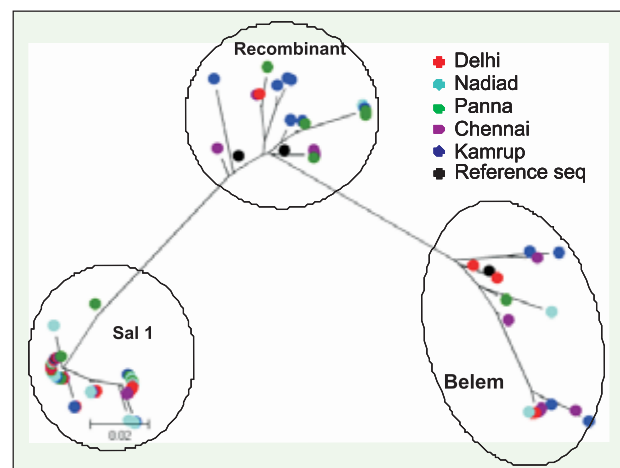 Recombinant
Delhi
Nadiad
Panna
Chennai
Kamrup
Reference seq
Sal 1
Belem
0.02